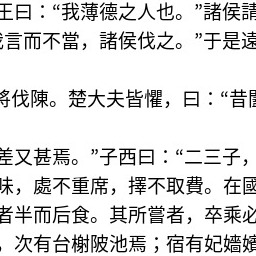 王曰：“我薄德之人也。”諸侯請
我言而不當，諸侯伐之。”于是遠
將伐陳。楚大夫皆懼，曰：“昔闔
差又甚焉。”子西曰：“二三子，
味，處不重席，擇不取費。在國
者半而后食。其所嘗者，卒乘必
，次有台榭陂池焉；宿有妃嬙嬪